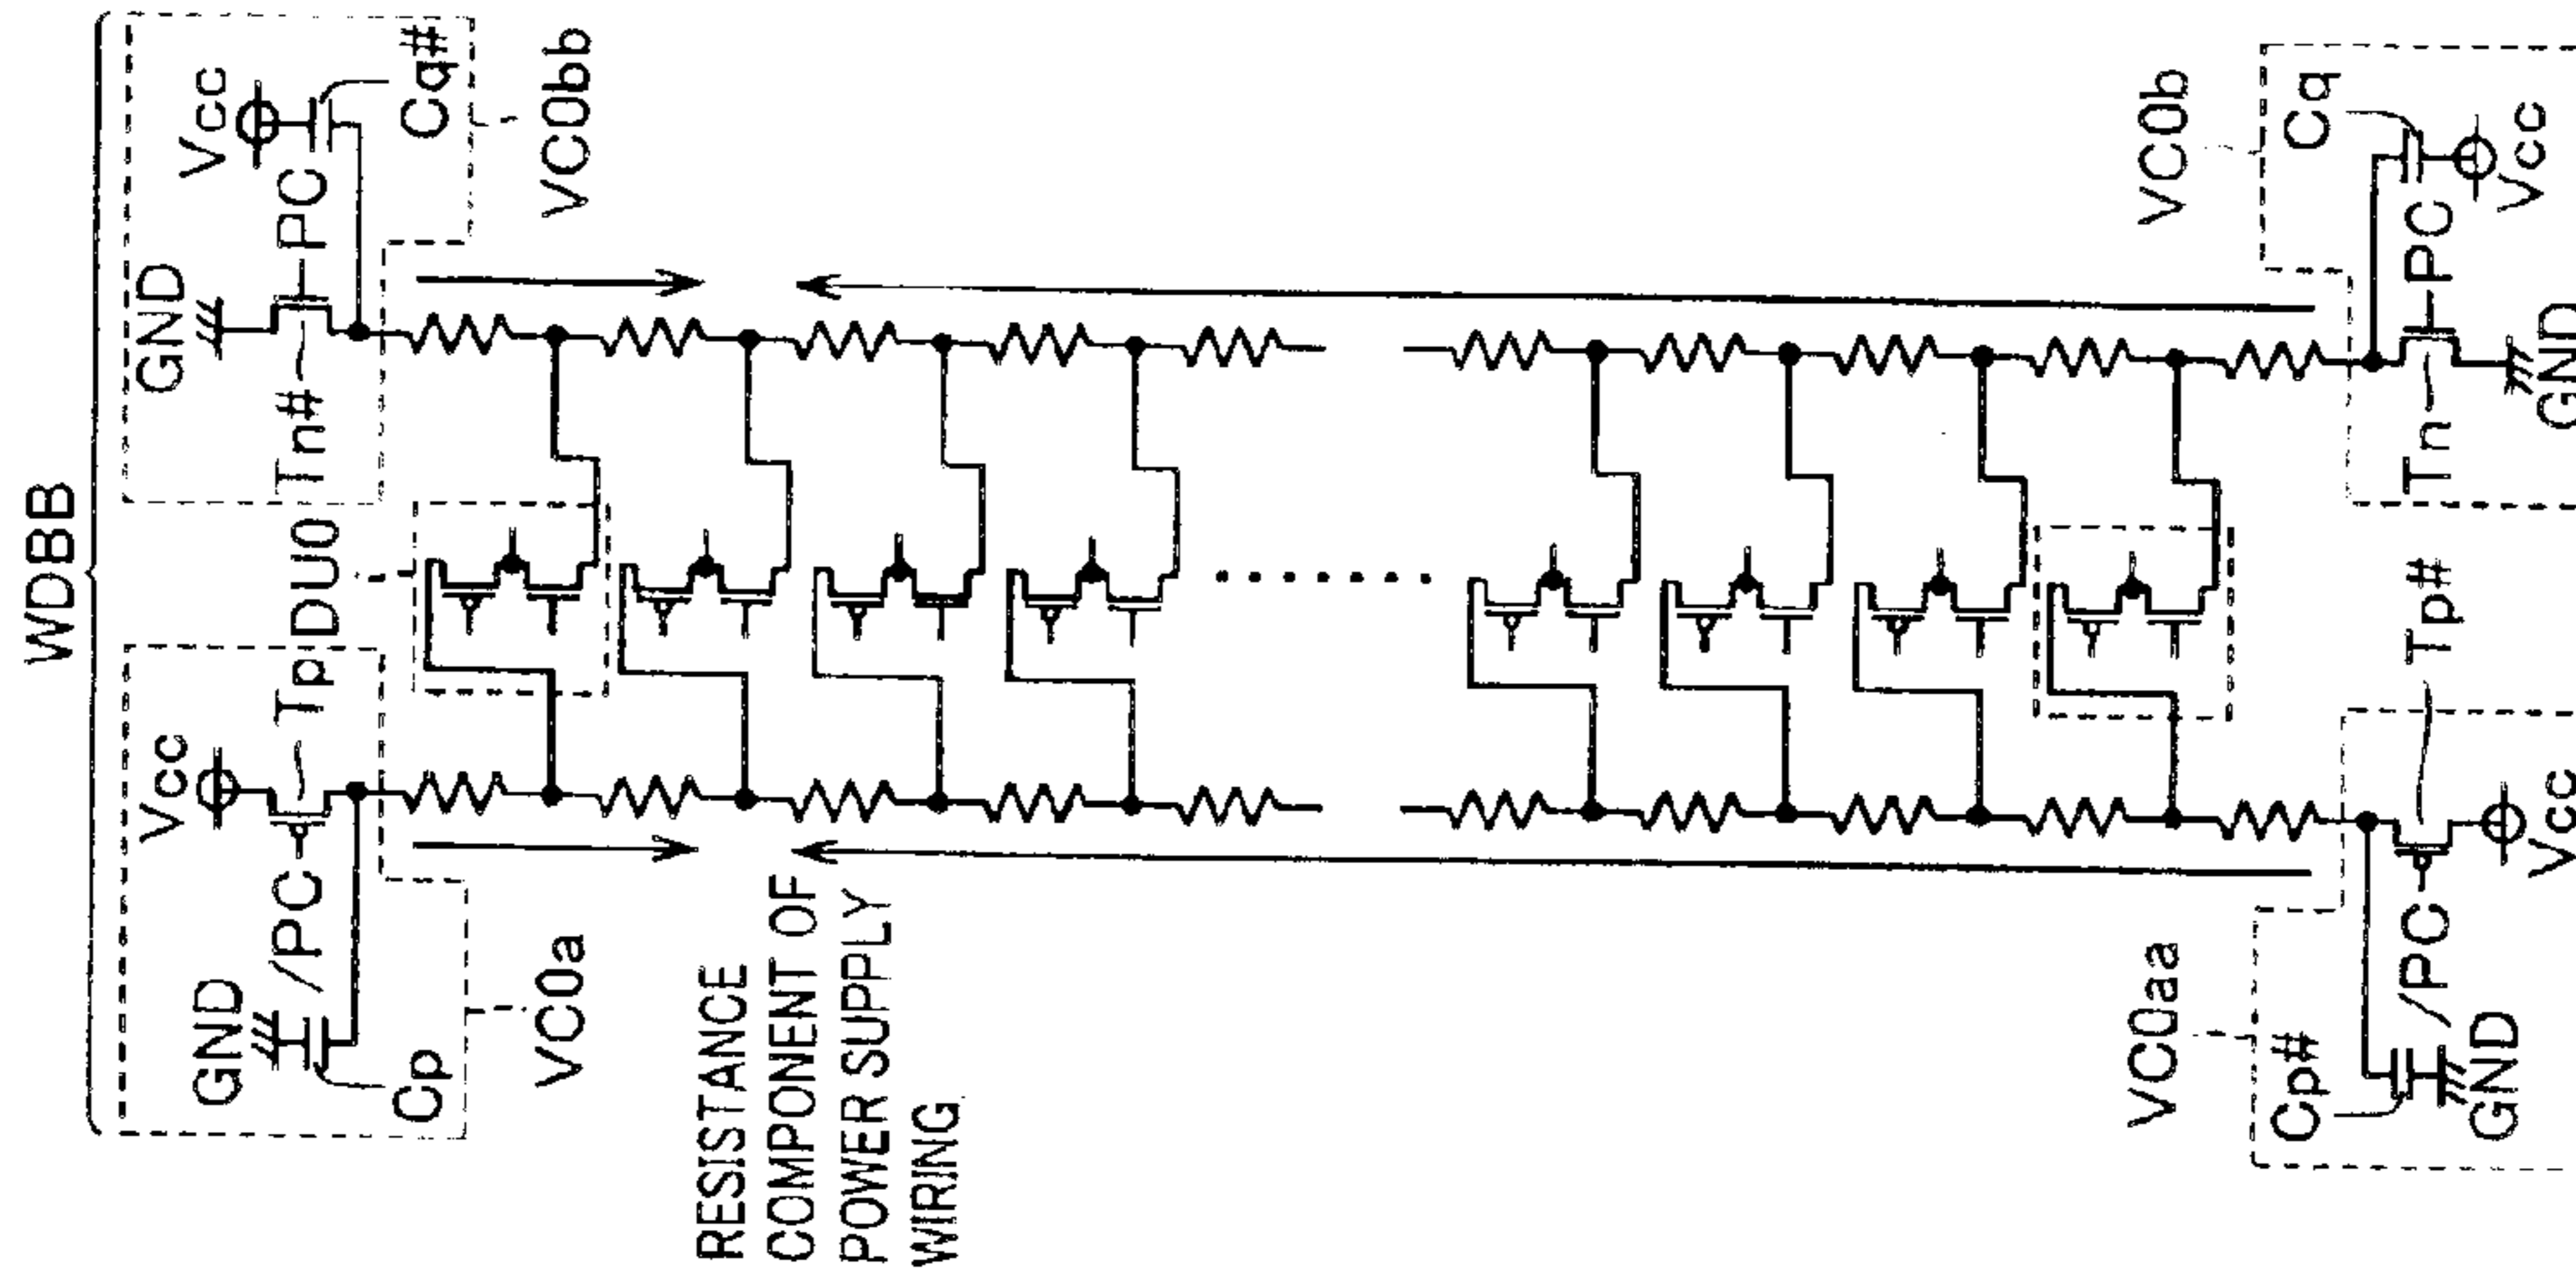 WDBB
Vcc
GND
Tp
/PC
Cp
VC0a
DU0
GND
Vcc
Tn#
PC
Cq#
VC0bb
RESISTANCE
COMPONENT OF
POWER SUPPLY
WIRING
VC0aa
Cp#
/PC
GND
Tp#
Vcc
VC0b
Cq
PC
Tn
Vcc
GND